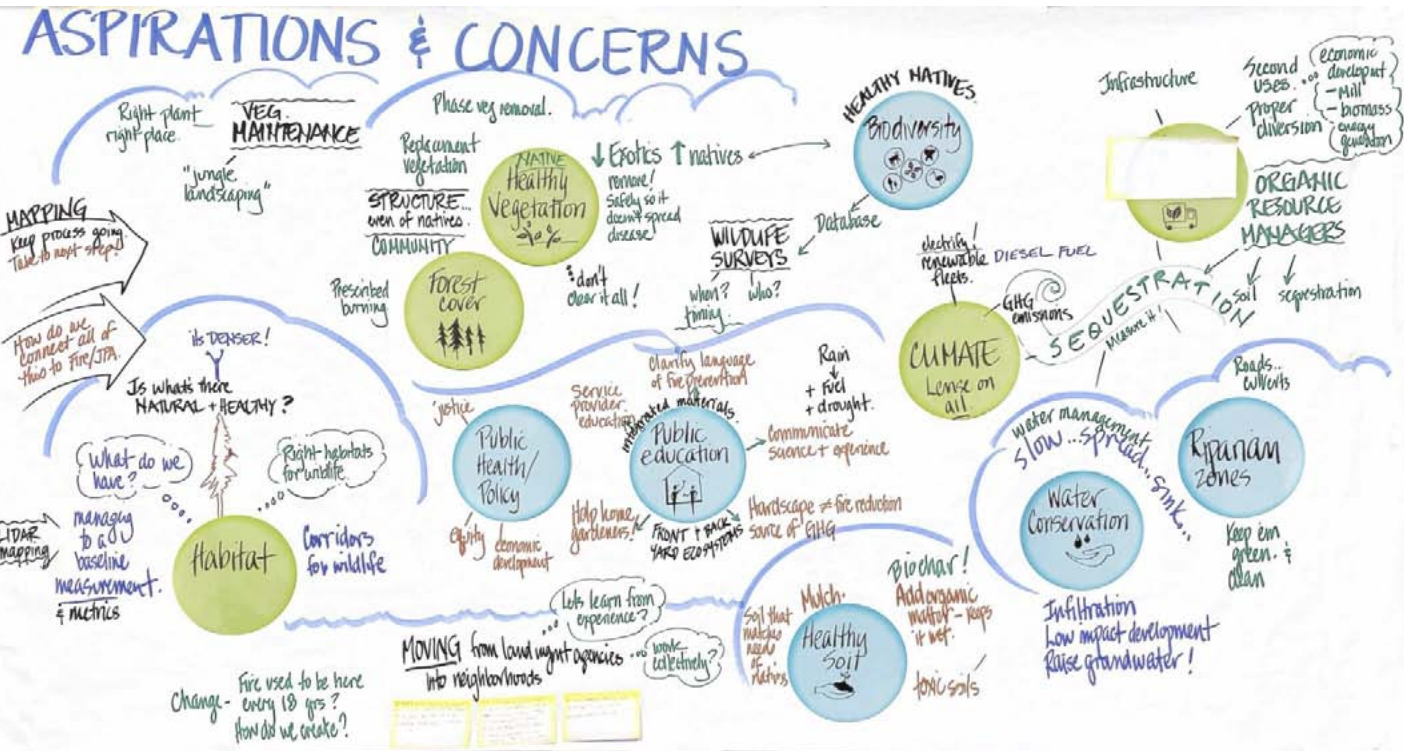 ASPIRATIONS & CONCERNS
Right plant
right place.
VEG.
MAINTENANCE
"jungle
landscaping"
MAPPING
Keep process going.
Take to next step!
How do we
connect all of
this to Fire/JPA.
Phase veg removal.
Replacement
vegetation
STRUCTURE...
even of natives.
COMMUNITY
NATIVE
Healthy
Vegetation
↓ Exotics ↑ natives
remove!
Safely so it
doesn't spread
disease
& don't
clear it all!
Prescribed
burning
Forest
cover
HEALTHY NATIVES.
Biodiversity
Database
WILDLIFE
SURVEYS
when?
timing.
who?
Infrastructure
Second
uses...
proper
diversion
economic
developmt
- Mill
- biomass
energy
generation
ORGANIC
RESOURCE
MANAGERS
soil
sequestration
electrify!
renewable
fleets.
DIESEL FUEL
GHG
emissions
SEQUESTRATION
Measure it!
CLIMATE
Lense on
all.
its DENSER!
Is what's there
NATURAL + HEALTHY?
What do we
have?
Right habitats
for wildlife.
LIDAR
mapping
managing
to a
baseline
measurement.
& metrics
Habitat
Corridors
for wildlife
justice
Public
Health/
Policy
equity
economic
development
Service
provider
education
Clarify language
of fire prevention
integrated materials.
Public
education
Help home
gardeners!
FRONT + BACK
YARD ECOSYSTEMS
Rain
+ Fuel
+ drought.
Communicate
science + experience
Hardscape ≠ fire reduction
source of GHG
Water management
slow... spread... sink...
Water
Conservation
Infiltration
Low impact development
Raise groundwater!
Roads...
culverts
Riparian
zones
Keep em
green &
clean
Mulch.
Biochar!
Add organic
matter - keeps
it wet.
Soil that
matches
needs
of
natives
Healthy
Soil
toxic soils
Lets learn from
experience?
MOVING from land mgmt agencies
into neighborhoods
work
collectively?
Change -
Fire used to be here
every 18 yrs?
How do we create?